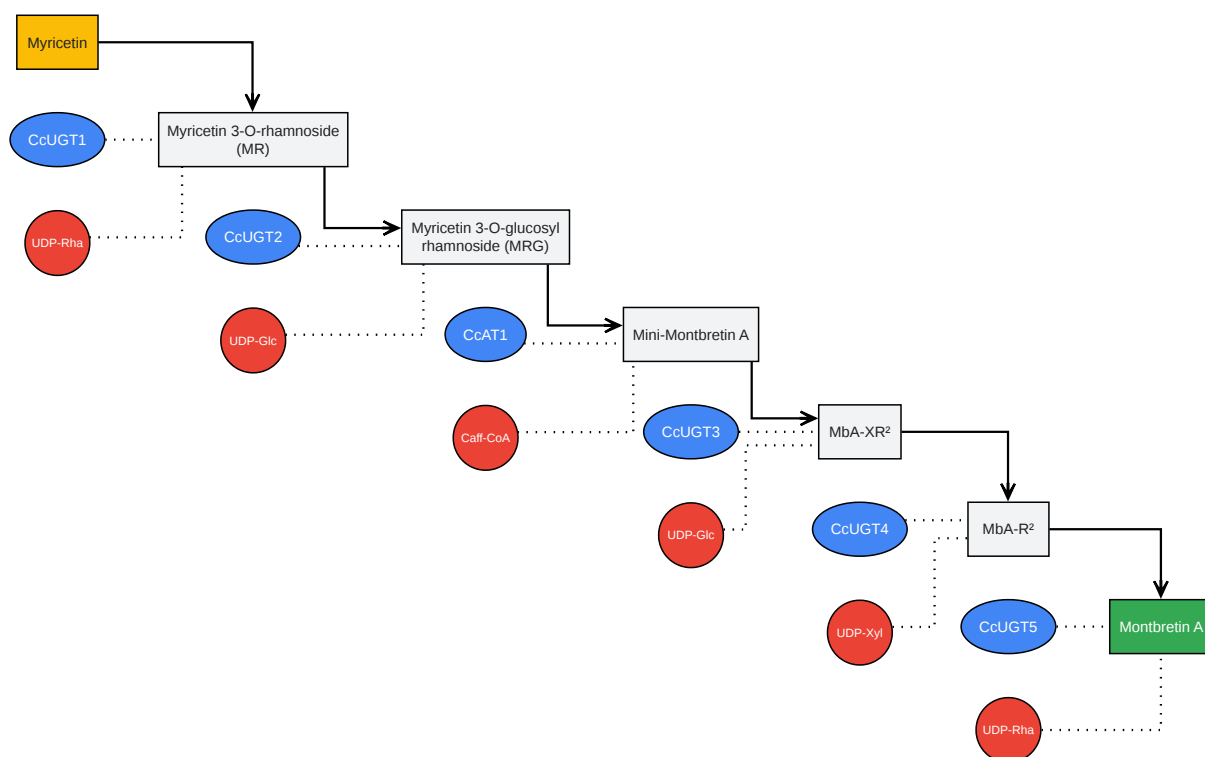 Myricetin
CcUGT1
Myricetin 3-O-rhamnoside
(MR)
UDP-Rha
CcUGT2
Myricetin 3-O-glucosyl
rhamnoside (MRG)
UDP-Glc
CcAT1
Mini-Montbretin A
Caff-CoA
CcUGT3
MbA-XR²
UDP-Glc
CcUGT4
MbA-R²
UDP-Xyl
CcUGT5
Montbretin A
UDP-Rha